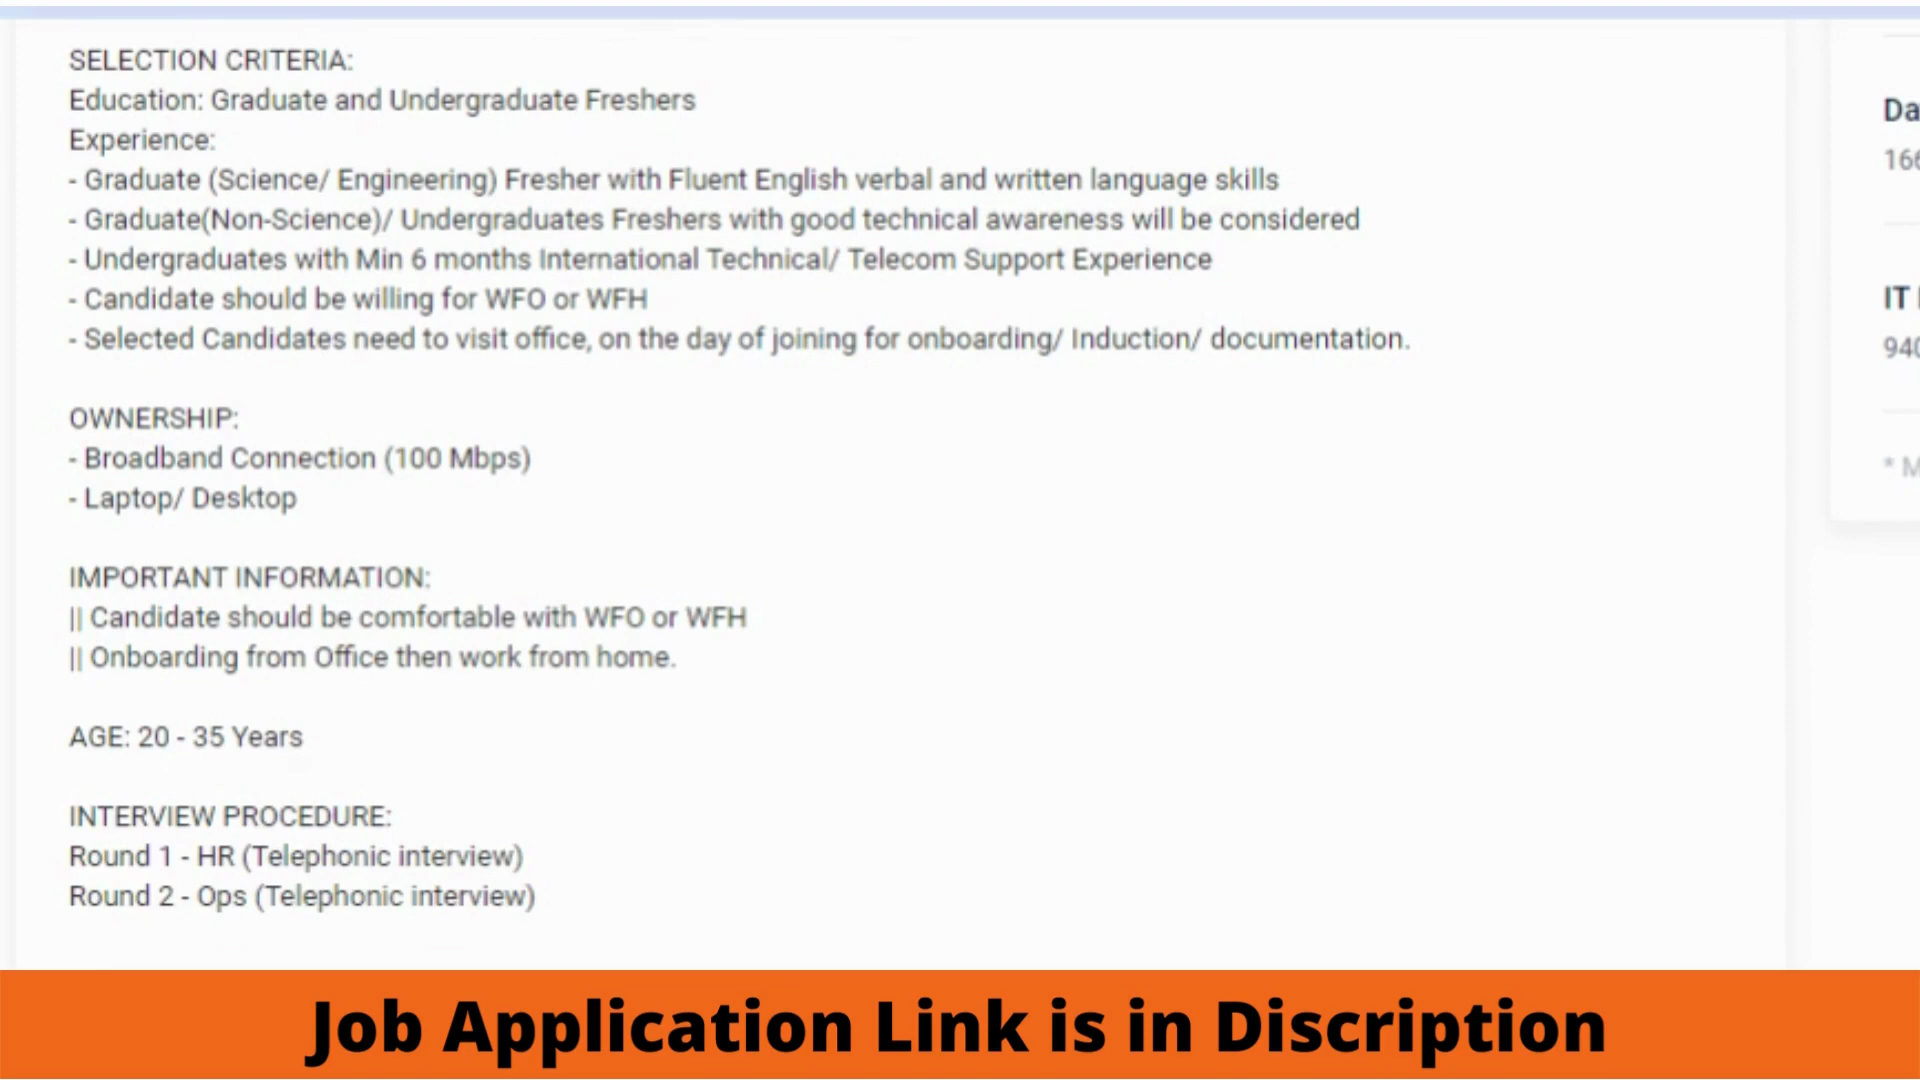 SELECTION CRITERIA:
Education: Graduate and Undergraduate Freshers
Experience:
- Graduate (Science/ Engineering) Fresher with Fluent English verbal and written language skills
- Graduate(Non-Science)/ Undergraduates Freshers with good technical awareness will be considered
- Undergraduates with Min 6 months International Technical/ Telecom Support Experience
- Candidate should be willing for WFO or WFH
- Selected Candidates need to visit office, on the day of joining for onboarding/ Induction/ documentation.
OWNERSHIP:
- Broadband Connection (100 Mbps)
- Laptop/ Desktop
IMPORTANT INFORMATION:
|| Candidate should be comfortable with WFO or WFH
|| Onboarding from Office then work from home.
AGE: 20 - 35 Years
INTERVIEW PROCEDURE:
Round 1 - HR (Telephonic interview)
Round 2 - Ops (Telephonic interview)
Da
166
IT
940
* M
Job Application Link is in Discription